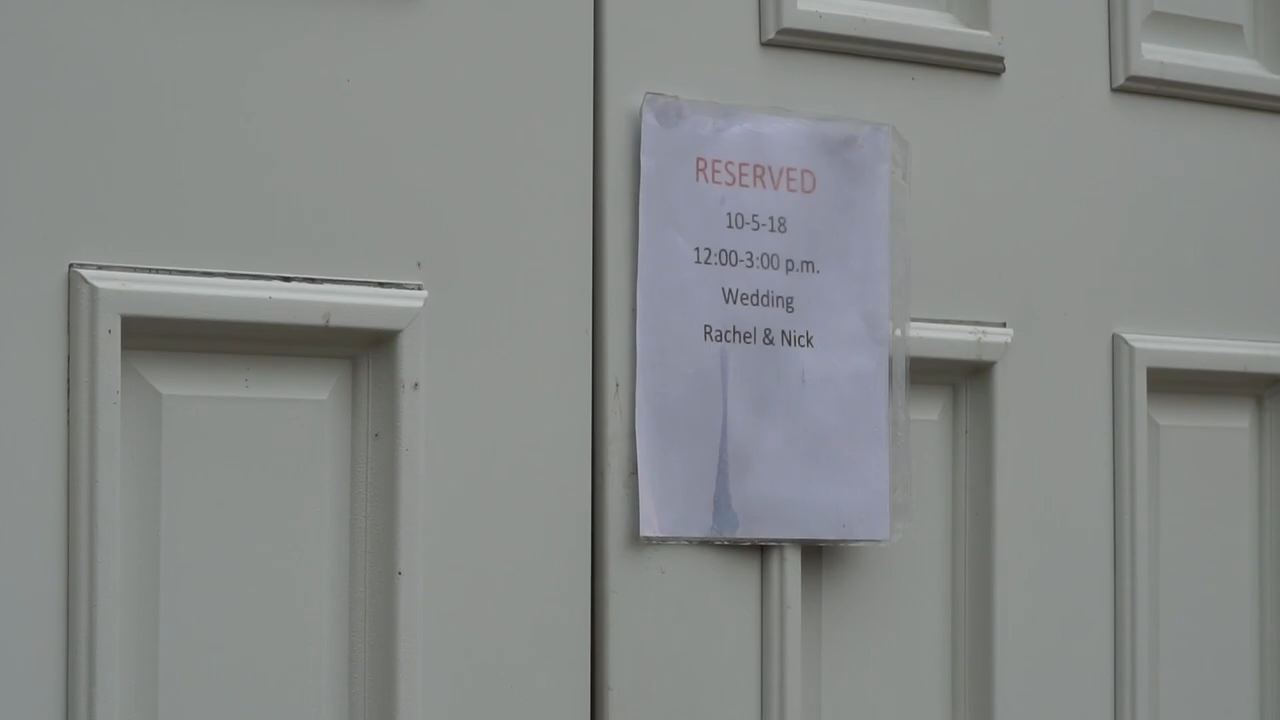 RESERVED
10-5-18
12:00-3:00 p.m.
Wedding
Rachel & Nick